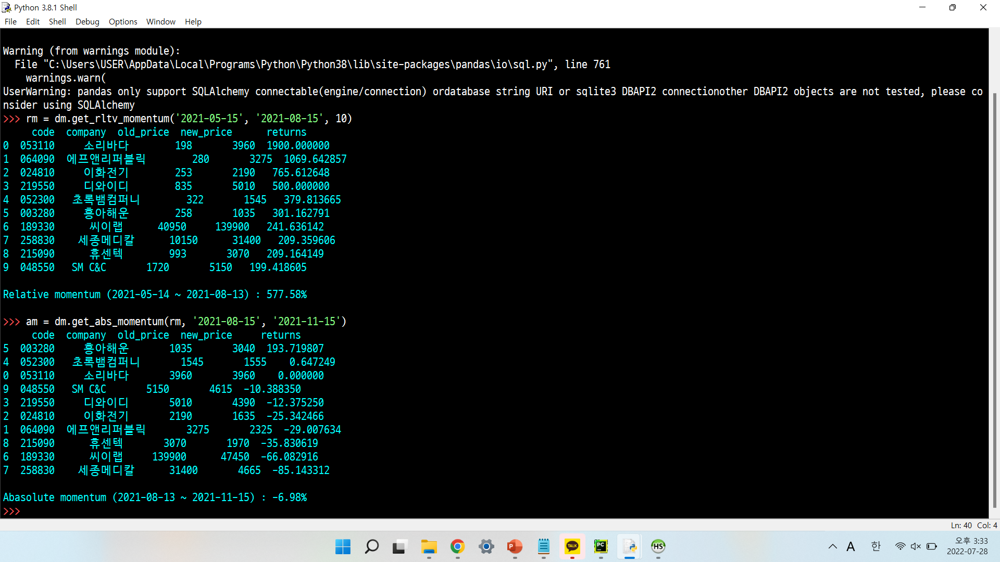 Python 3.8.1 Shell
File Edit Shell Debug Options Window Help
Warning (from warnings module):
  File "C:\Users\USER\AppData\Local\Programs\Python\Python38\lib\site-packages\pandas\io\sql.py", line 761
    warnings.warn(
UserWarning: pandas only support SQLAlchemy connectable(engine/connection) ordatabase string URI or sqlite3 DBAPI2 connectionother DBAPI2 objects are not tested, please co
nsider using SQLAlchemy
>>> rm = dm.get_rltv_momentum('2021-05-15', '2021-08-15', 10)
code company old_price new_price returns
0 053110 소리바다 198 3960 1900.000000
1 064090 에프앤리퍼블릭 280 3275 1069.642857
2 024810 이화전기 253 2190 765.612648
3 219550 디와이디 835 5010 500.000000
4 052300 초록뱀컴퍼니 322 1545 379.813665
5 003280 흥아해운 258 1035 301.162791
6 189330 씨이랩 40950 139900 241.636142
7 258830 세종메디칼 10150 31400 209.359606
8 215090 휴센텍 993 3070 209.164149
9 048550 SM C&C 1720 5150 199.418605
Relative momentum (2021-05-14 ~ 2021-08-13) : 577.58%
>>> am = dm.get_abs_momentum(rm, '2021-08-15', '2021-11-15')
code company old_price new_price returns
5 003280 흥아해운 1035 3040 193.719807
4 052300 초록뱀컴퍼니 1545 1555 0.647249
0 053110 소리바다 3960 3960 0.000000
9 048550 SM C&C 5150 4615 -10.388350
3 219550 디와이디 5010 4390 -12.375250
2 024810 이화전기 2190 1635 -25.342466
1 064090 에프앤리퍼블릭 3275 2325 -29.007634
8 215090 휴센텍 3070 1970 -35.830619
6 189330 씨이랩 139900 47450 -66.082916
7 258830 세종메디칼 31400 4665 -85.143312
Abasolute momentum (2021-08-13 ~ 2021-11-15) : -6.98%
>>>
Ln: 40 Col: 4
P
TALK
PC
HS
A 한
오후 3:33
2022-07-28